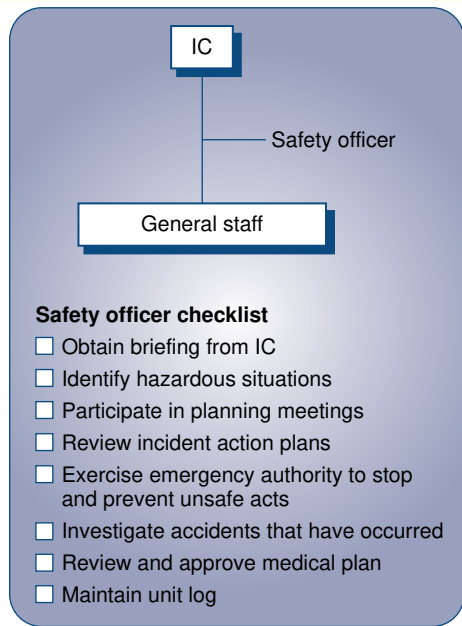 IC
Safety officer
General staff
Safety officer checklist
Obtain briefing from IC
Identify hazardous situations
Participate in planning meetings
Review incident action plans
Exercise emergency authority to stop
and prevent unsafe acts
Investigate accidents that have occurred
Review and approve medical plan
Maintain unit log